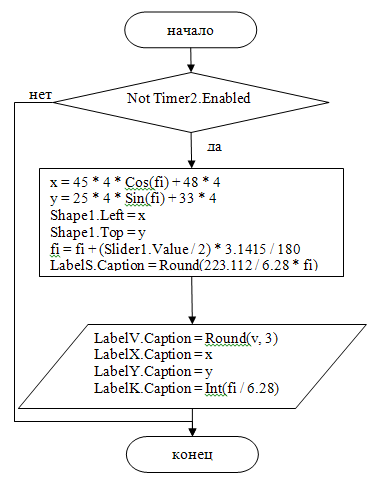 начало
нет
Not Timer2.Enabled
да
x = 45 * 4 * Cos(fi) + 48 * 4
y = 25 * 4 * Sin(fi) + 33 * 4
Shape1.Left = x
Shape1.Top = y
fi = fi + (Slider1.Value / 2) * 3.1415 / 180
LabelS.Caption = Round(223.112 / 6.28 * fi)
LabelV.Caption = Round(v, 3)
LabelX.Caption = x
LabelY.Caption = y
LabelK.Caption = Int(fi / 6.28)
конец